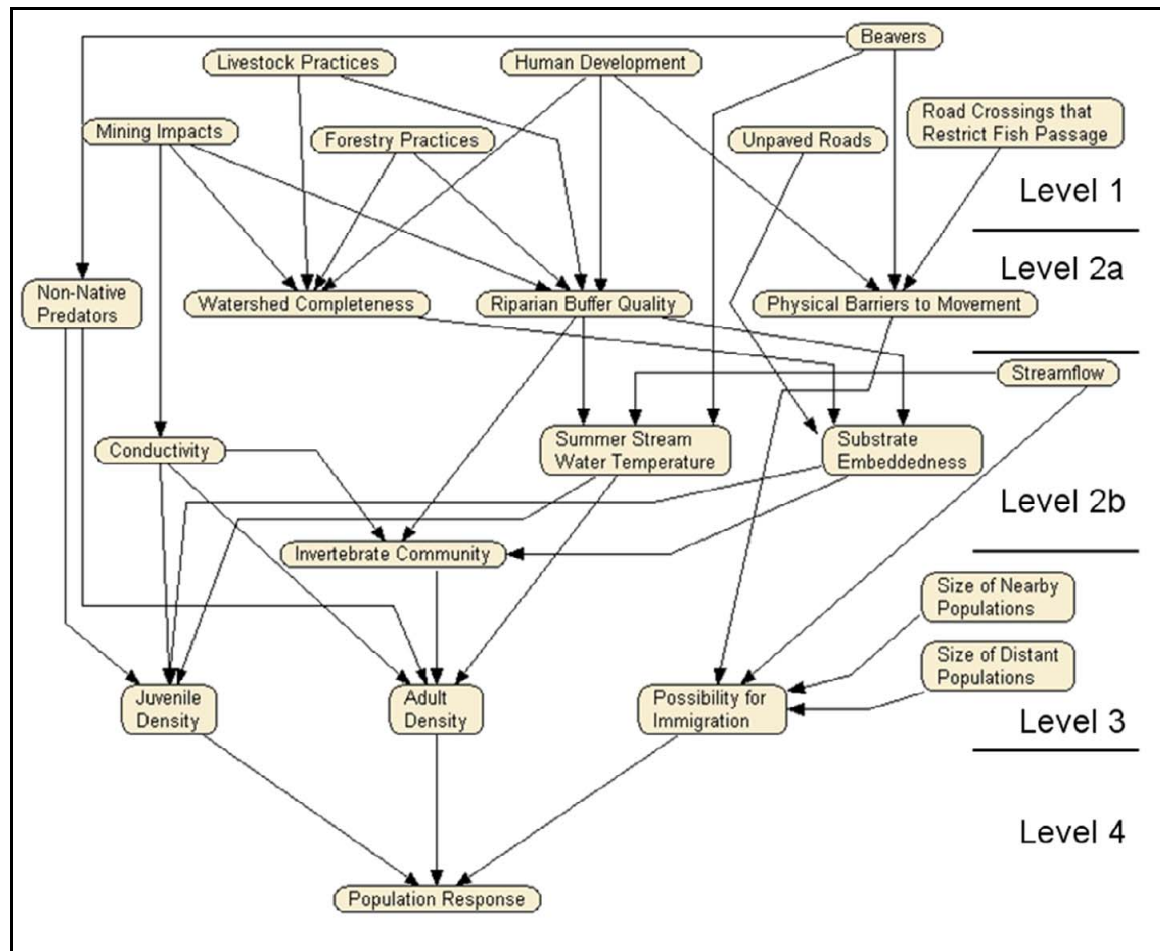 Beavers
Livestock Practices
Human Development
Mining Impacts
Forestry Practices
Unpaved Roads
Road Crossings that
Restrict Fish Passage
Level 1
Level 2a
Non-Native
Predators
Watershed Completeness
Riparian Buffer Quality
Physical Barriers to Movement
Streamflow
Conductivity
Summer Stream
Water Temperature
Substrate
Embeddedness
Level 2b
Invertebrate Community
Size of Nearby
Populations
Size of Distant
Populations
Juvenile
Density
Adult
Density
Possibility for
Immigration
Level 3
Level 4
Population Response